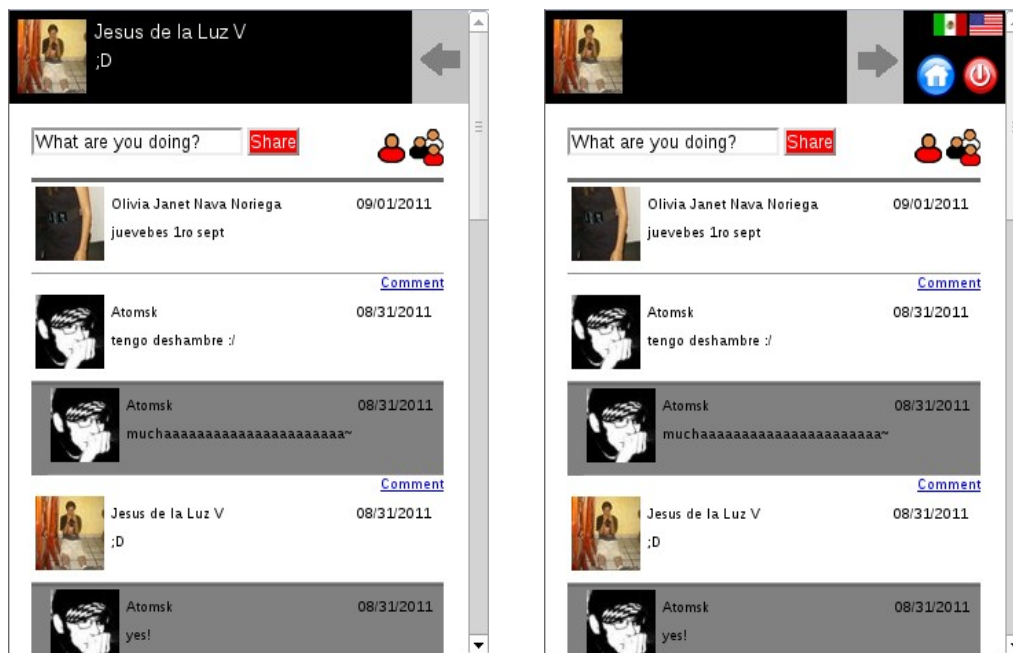 Jesus de la Luz V
;D
What are you doing? Share
Olivia Janet Nava Noriega 09/01/2011
juevebes 1ro sept
Comment
Atomsk 08/31/2011
tengo deshambre :/
Atomsk 08/31/2011
muchaaaaaaaaaaaaaaaaaaaaaa~
Comment
Jesus de la Luz V 08/31/2011
;D
Atomsk 08/31/2011
yes!
What are you doing? Share
Olivia Janet Nava Noriega 09/01/2011
juevebes 1ro sept
Comment
Atomsk 08/31/2011
tengo deshambre :/
Atomsk 08/31/2011
muchaaaaaaaaaaaaaaaaaaaaaa~
Comment
Jesus de la Luz V 08/31/2011
;D
Atomsk 08/31/2011
yes!